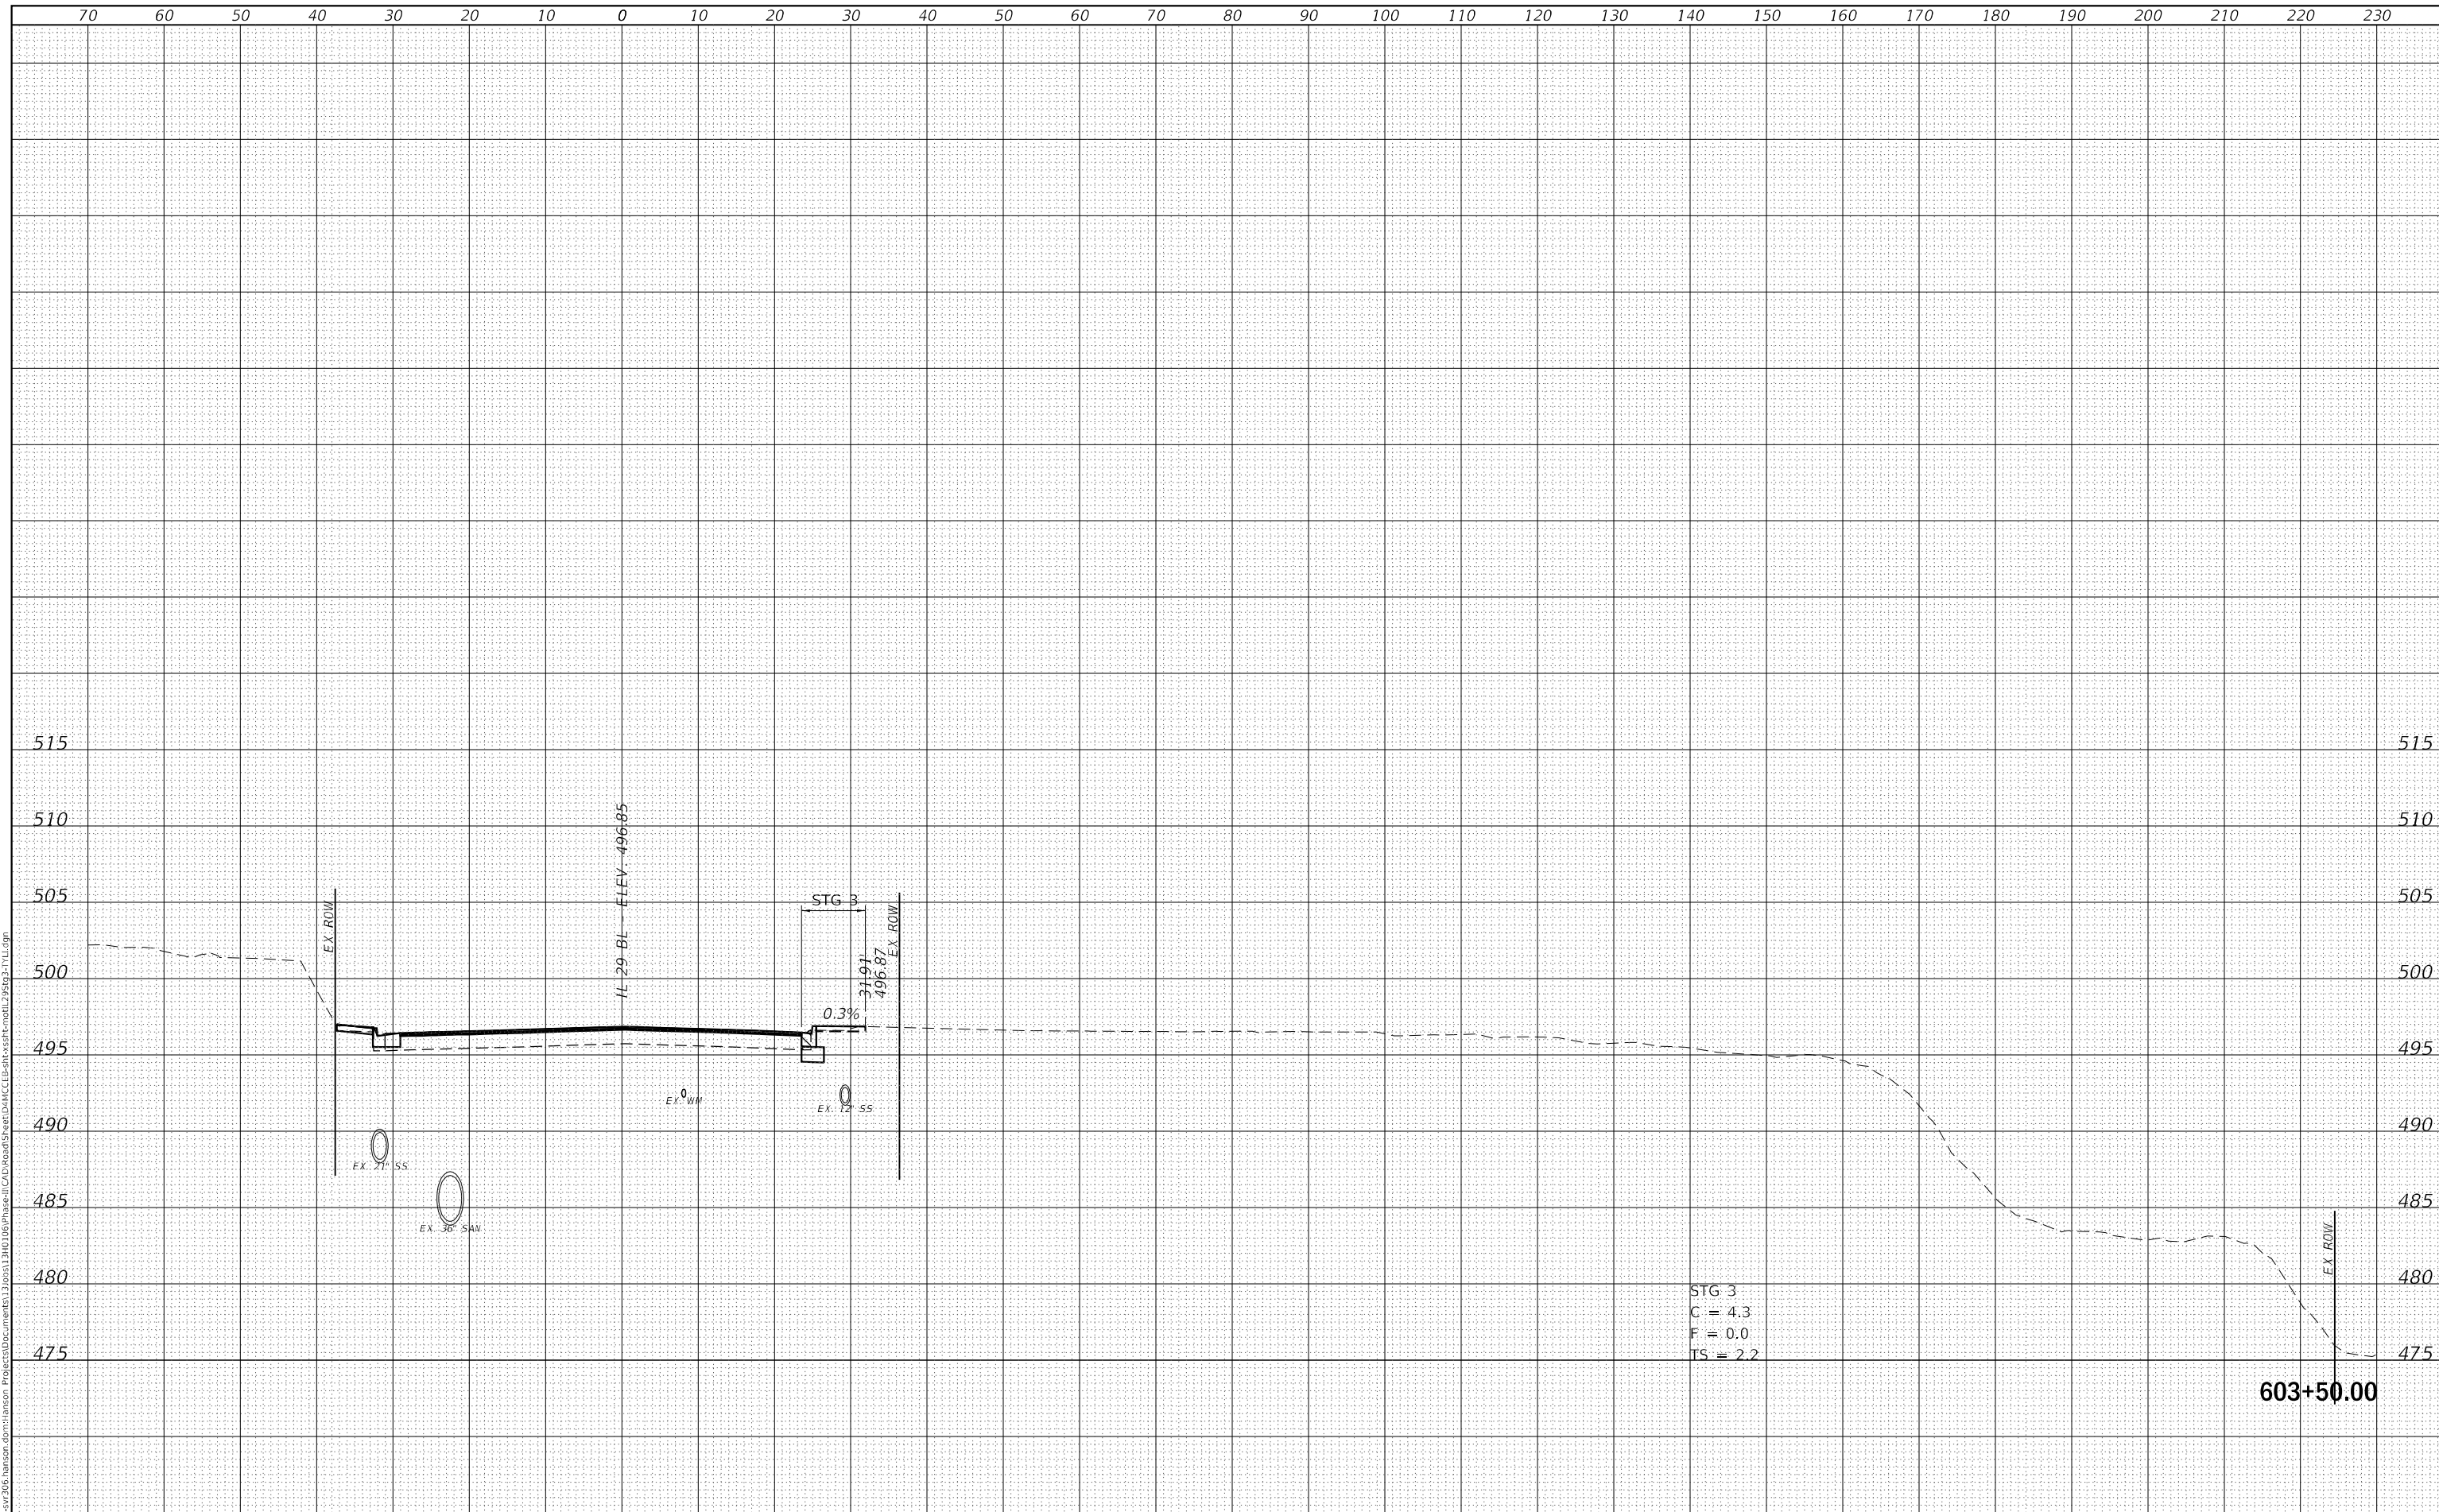 70 60 50 40 30 20 10 0 10 20 30 40 50 60 70 80 90 100 110 120 130 140 150 160 170 180 190 200 210 220 230
515 515
510 510
505 505
500 500
495 495
490 490
485 485
480 480
475 475
EX ROW
IL 29 BL - ELEV. 496.85
STG 3
31.91'
496.87
EX ROW
0.3%
EX. WM
EX. 12" SS
EX. 21" SS
EX. 36" SAN
EX ROW
STG 3
C = 4.3
F = 0.0
TS = 2.2
603+50.00